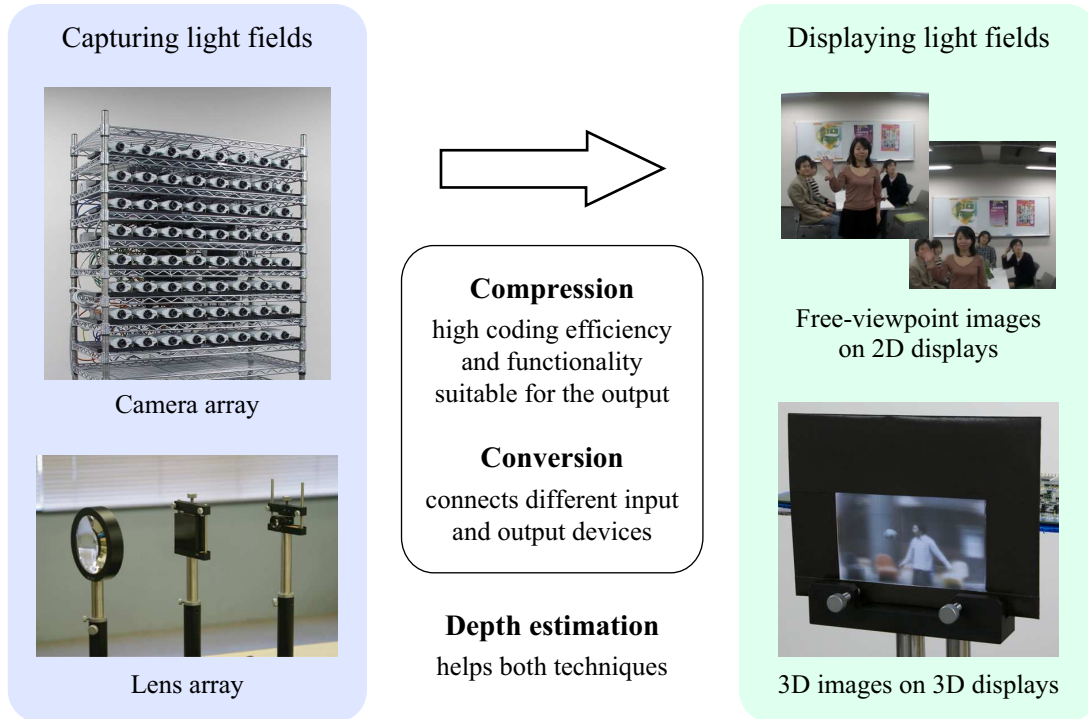 Capturing light fields
Camera array
Lens array
Compression
high coding efficiency
and functionality
suitable for the output
Conversion
connects different input
and output devices
Depth estimation
helps both techniques
Displaying light fields
Free-viewpoint images
on 2D displays
3D images on 3D displays